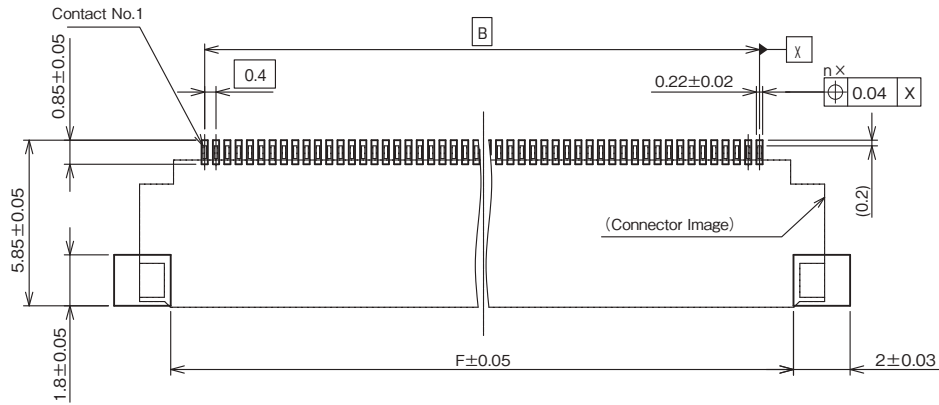 Contact No.1
B
X
0.4
0.22±0.02
n×
0.04 X
0.85±0.05
(0.2)
5.85±0.05
(Connector Image)
1.8±0.05
F±0.05
2±0.03